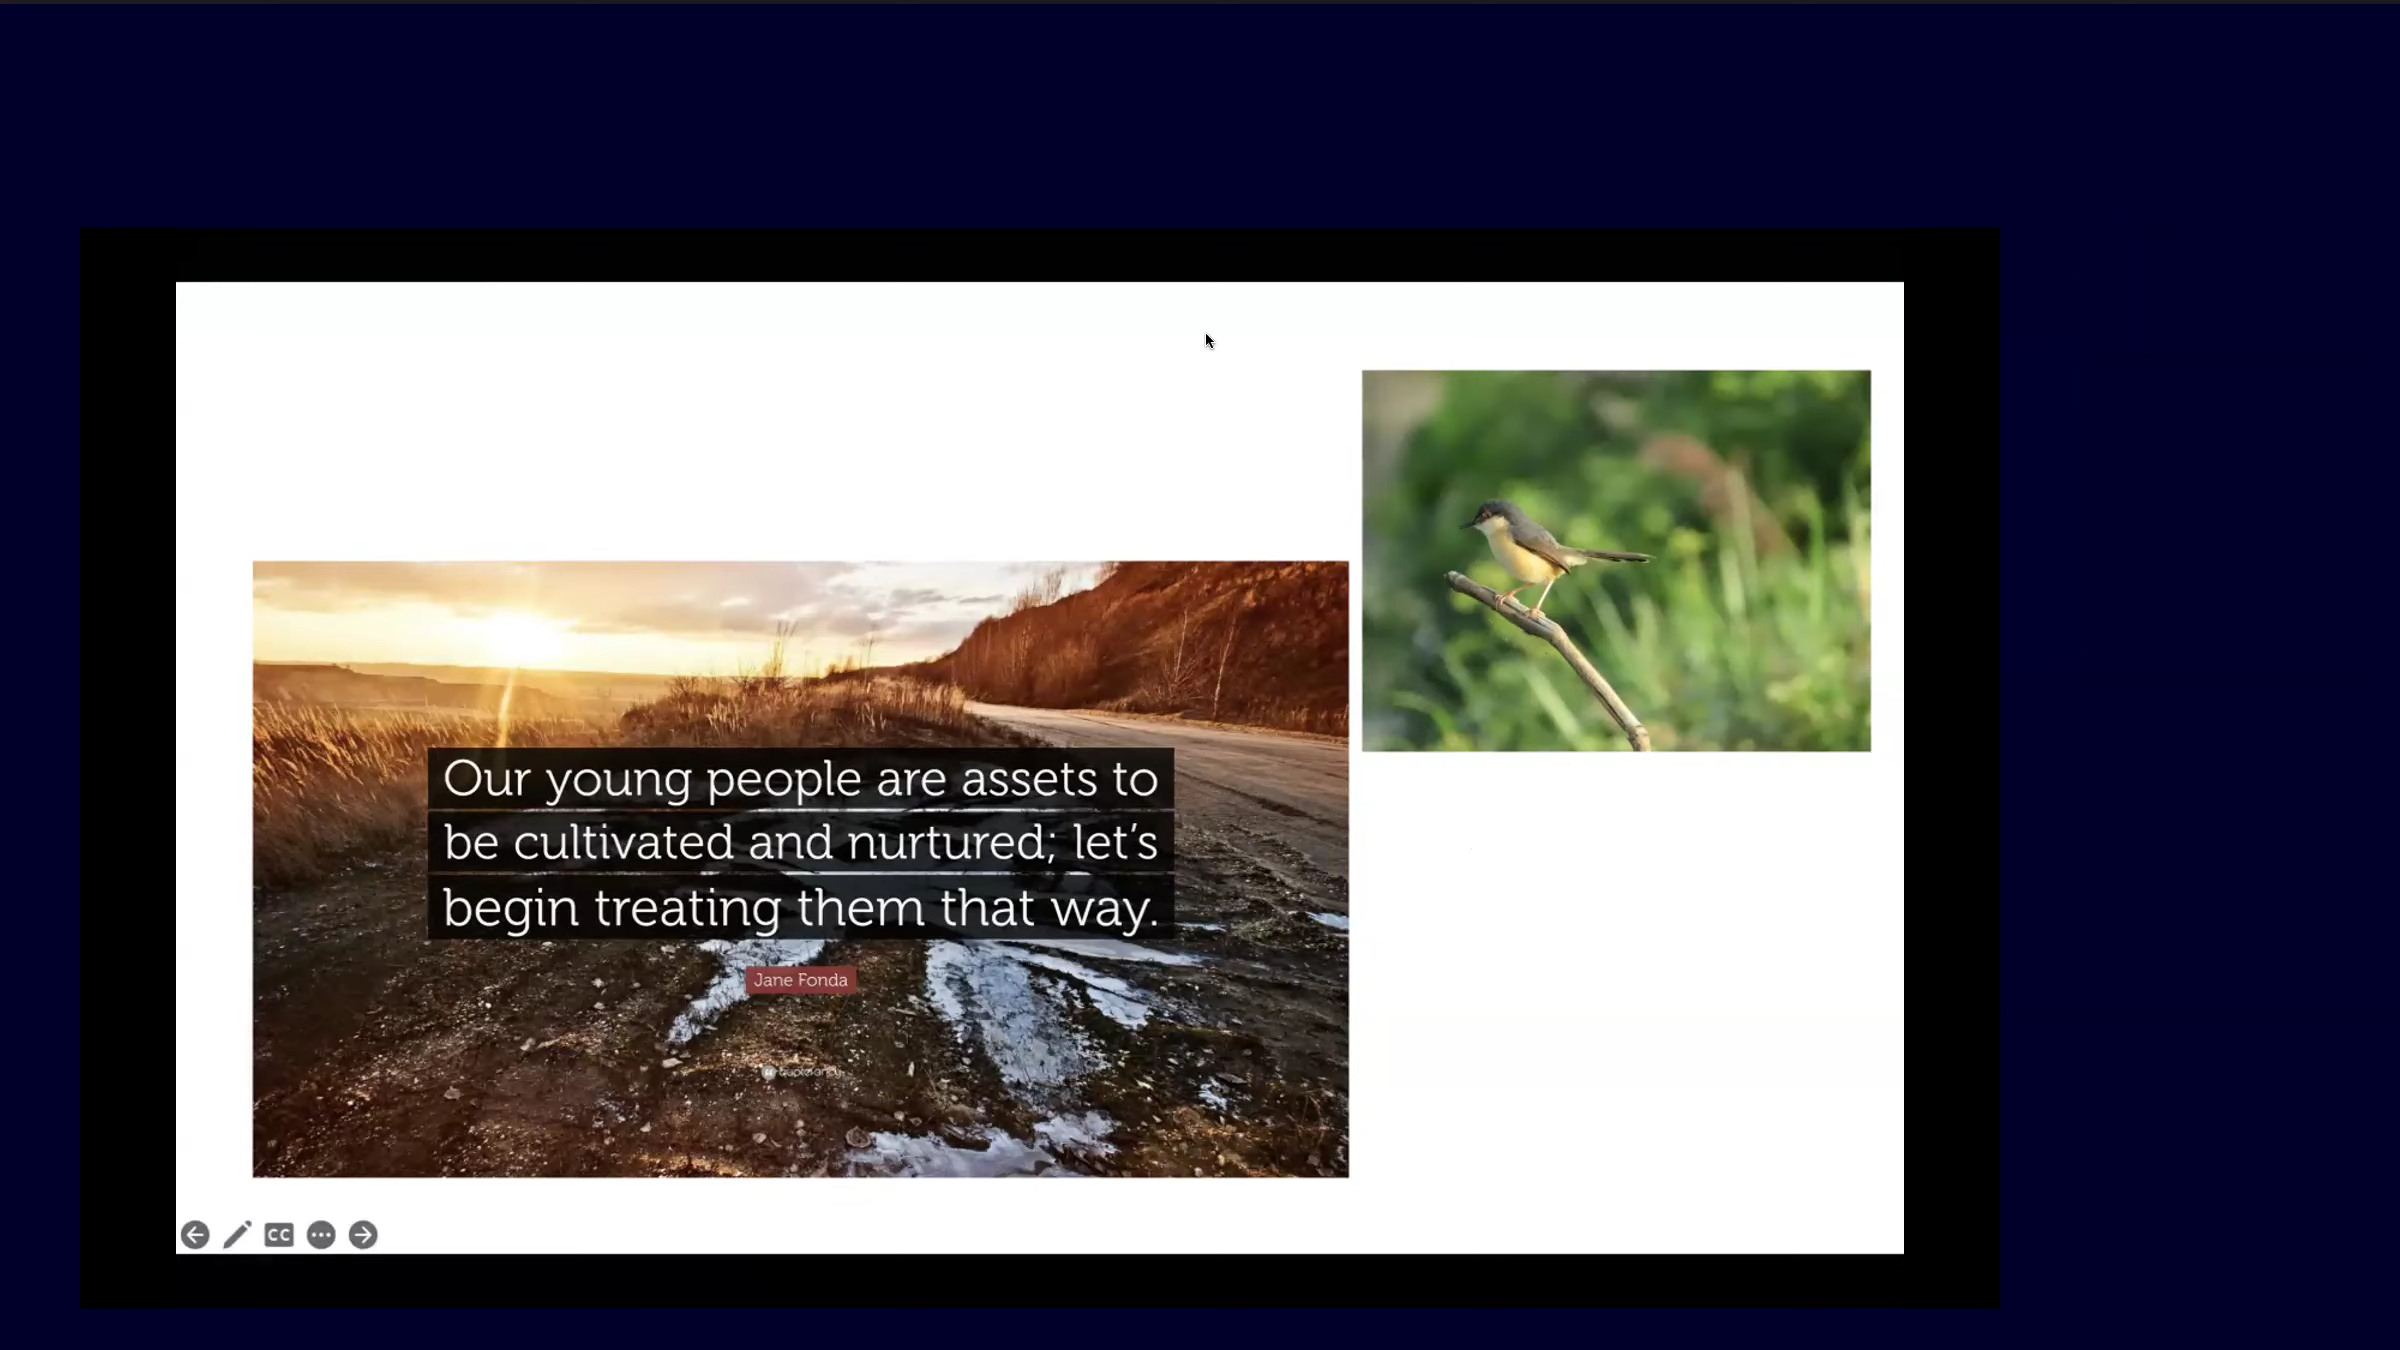 Our young people are assets to
be cultivated and nurtured; let's
begin treating them that way.
Jane Fonda
quotefancy
CC